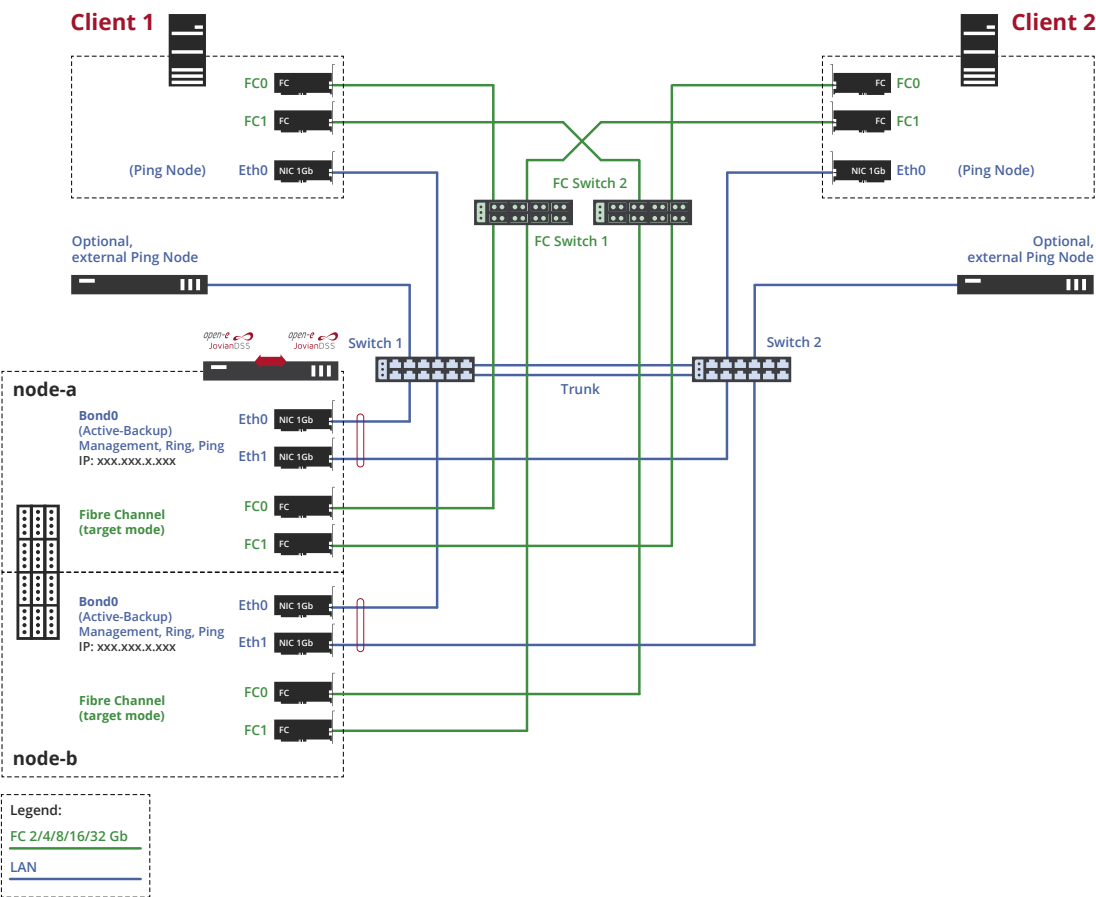 Client 1
Client 2
FC0
FC
FC
FC0
FC1
FC
FC
FC1
(Ping Node)
Eth0
NIC 1Gb
NIC 1Gb
Eth0
(Ping Node)
FC Switch 2
FC Switch 1
Optional,
external Ping Node
Optional,
external Ping Node
open-e
JovianDSS
open-e
JovianDSS
Switch 1
Switch 2
Trunk
node-a
Bond0
(Active-Backup)
Management, Ring, Ping
IP: xxx.xxx.x.xxx
Eth0
NIC 1Gb
Eth1
NIC 1Gb
Fibre Channel
(target mode)
FC0
FC
FC1
FC
Bond0
(Active-Backup)
Management, Ring, Ping
IP: xxx.xxx.x.xxx
Eth0
NIC 1Gb
Eth1
NIC 1Gb
Fibre Channel
(target mode)
FC0
FC
FC1
FC
node-b
Legend:
FC 2/4/8/16/32 Gb
LAN